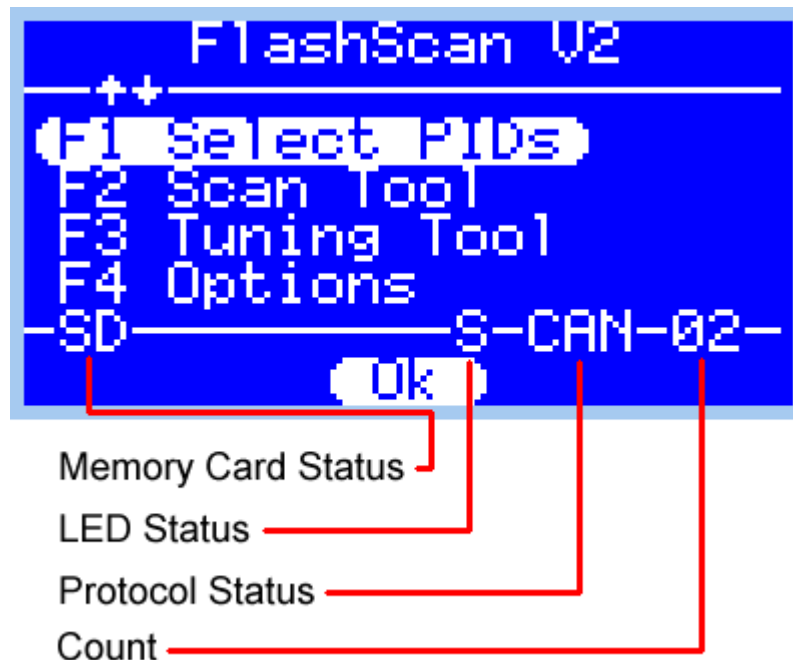 FlashScan V2
F1 Select PIDs
F2 Scan Tool
F3 Tuning Tool
F4 Options
SD S-CAN-02
Ok
Memory Card Status
LED Status
Protocol Status
Count